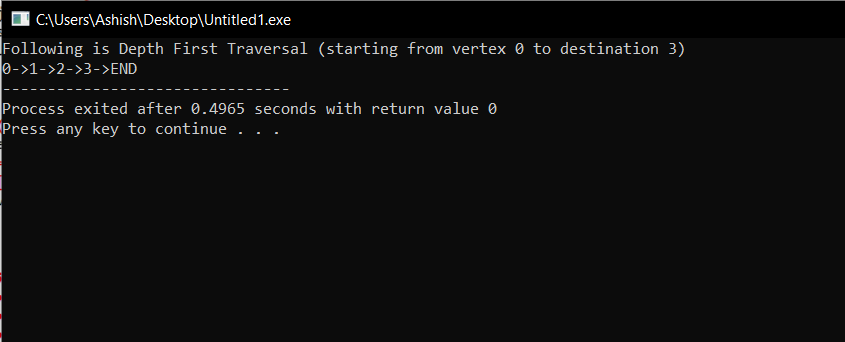 C:\Users\Ashish\Desktop\Untitled1.exe
Following is Depth First Traversal (starting from vertex 0 to destination 3)
0->1->2->3->END
--------------------------------
Process exited after 0.4965 seconds with return value 0
Press any key to continue . . .